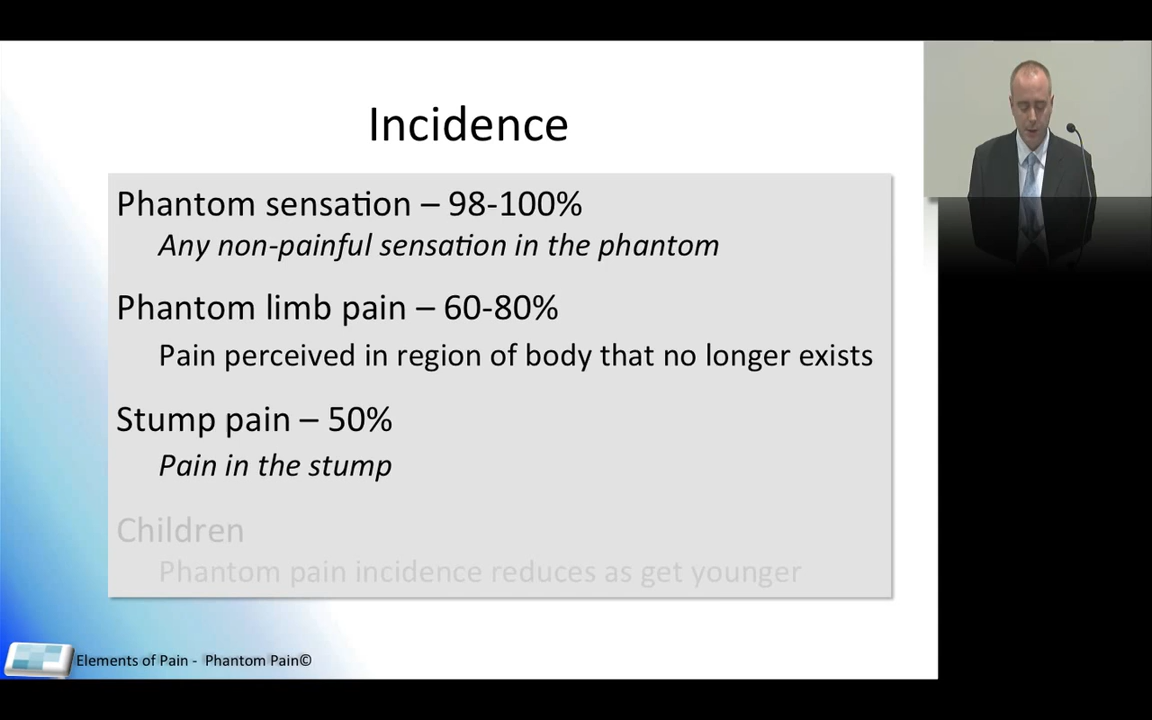 Incidence
Phantom sensation – 98-100%
Any non-painful sensation in the phantom
Phantom limb pain – 60-80%
Pain perceived in region of body that no longer exists
Stump pain – 50%
Pain in the stump
Children
Phantom pain incidence reduces as get younger
Elements of Pain - Phantom Pain©